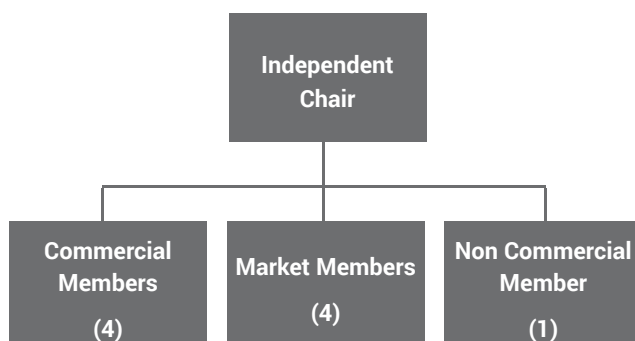 Independent
Chair
Commercial
Members
(4)
Market Members
(4)
Non Commercial
Member
(1)